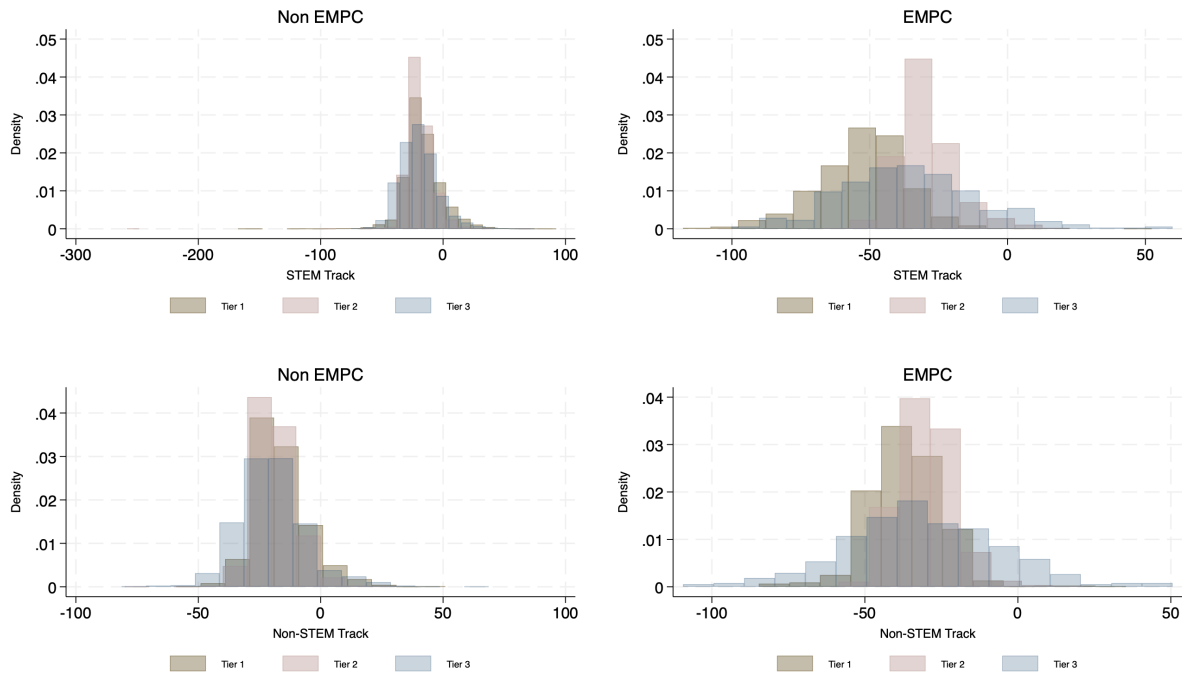 Non EMPC
.05
.04
.03
.02
.01
0
Density
-300 -200 -100 0 100
STEM Track
Tier 1 Tier 2 Tier 3
EMPC
.05
.04
.03
.02
.01
0
Density
-100 -50 0 50
STEM Track
Tier 1 Tier 2 Tier 3
Non EMPC
.04
.03
.02
.01
0
Density
-100 -50 0 50 100
Non-STEM Track
Tier 1 Tier 2 Tier 3
EMPC
.04
.03
.02
.01
0
Density
-100 -50 0 50
Non-STEM Track
Tier 1 Tier 2 Tier 3